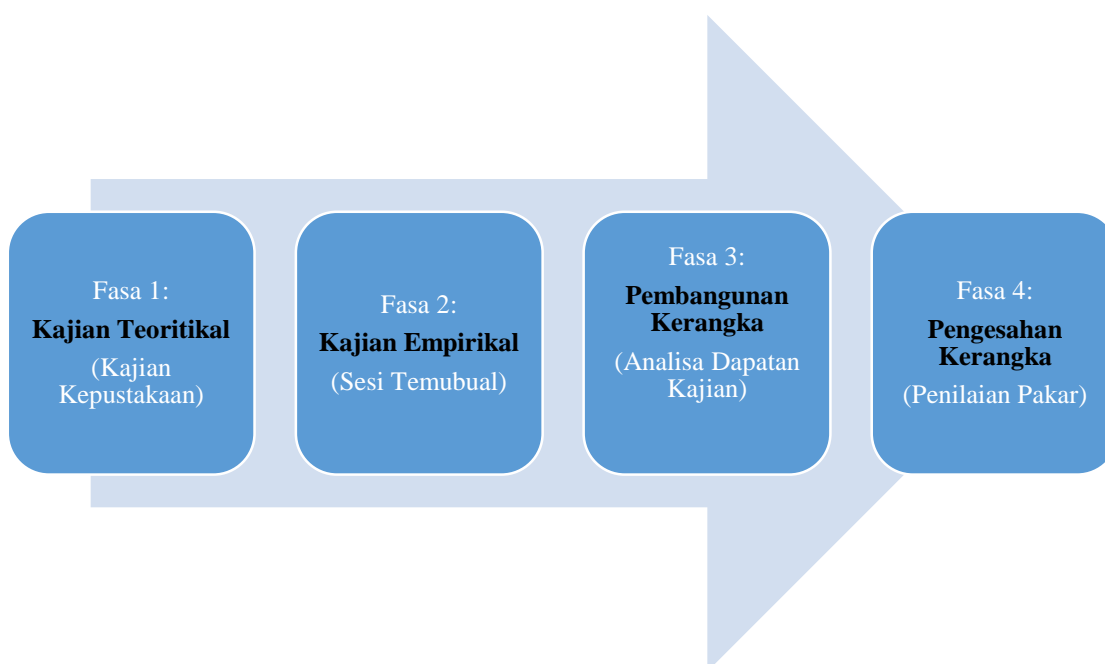 Fasa 1:
Kajian Teoritikal
(Kajian
Kepustakaan)
Fasa 2:
Kajian Empirikal
(Sesi Temubual)
Fasa 3:
Pembangunan
Kerangka
(Analisa Dapatan
Kajian)
Fasa 4:
Pengesahan
Kerangka
(Penilaian Pakar)